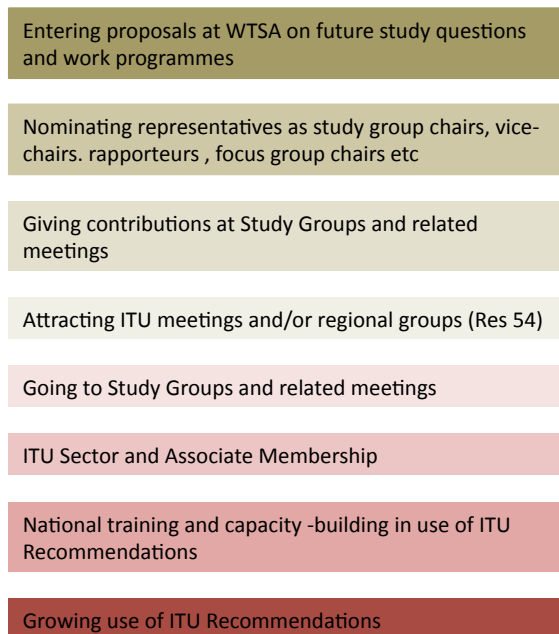 Entering proposals at WTSA on future study questions
and work programmes
Nominating representatives as study group chairs, vice-
chairs. rapporteurs , focus group chairs etc
Giving contributions at Study Groups and related
meetings
Attracting ITU meetings and/or regional groups (Res 54)
Going to Study Groups and related meetings
ITU Sector and Associate Membership
National training and capacity -building in use of ITU
Recommendations
Growing use of ITU Recommendations